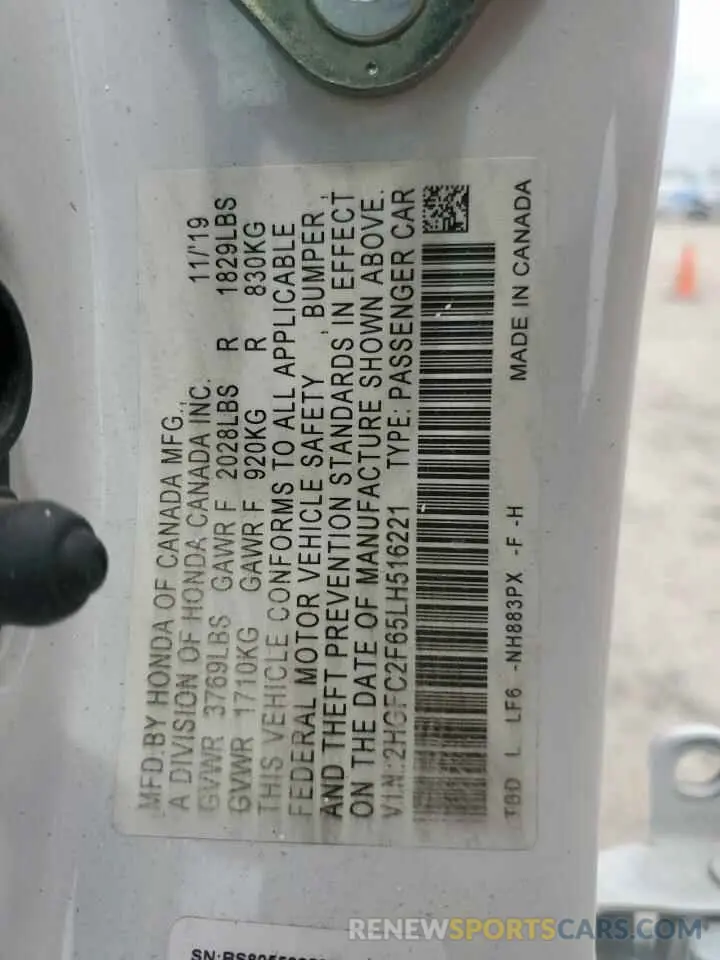 MFD BY HONDA OF CANADA MFG., 11/'19
A DIVISION OF HONDA CANADA INC.
GVWR 3769LBS GAWR F 2028LBS R 1829LBS
GVWR 1710KG GAWR F 920KG R 830KG
THIS VEHICLE CONFORMS TO ALL APPLICABLE
FEDERAL MOTOR VEHICLE SAFETY , BUMPER ,
AND THEFT PREVENTION STANDARDS IN EFFECT
ON THE DATE OF MANUFACTURE SHOWN ABOVE.
VIN: 2HGFC2F65LH516221 TYPE: PASSENGER CAR
TBD L LF6 -NH883PX -F -H MADE IN CANADA
RENEWSPORTSCARS.COM